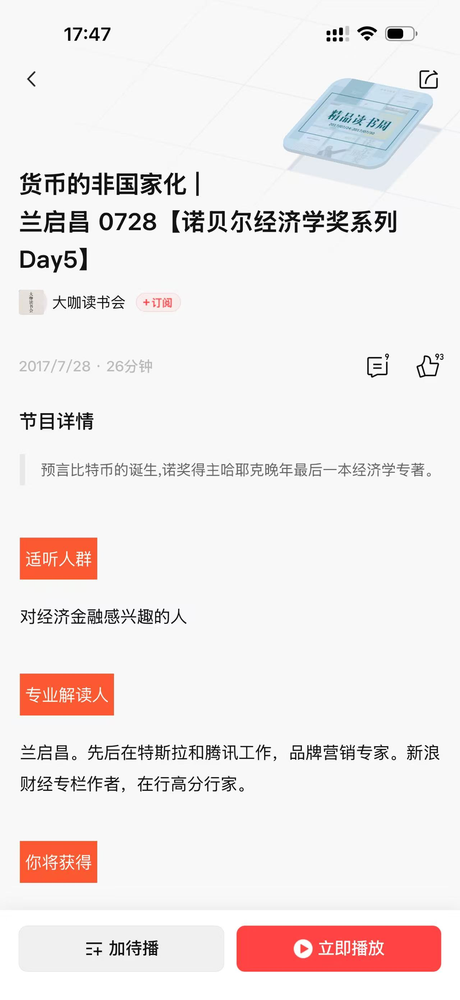 17:47
精品读书周
2017/07/24-2017/07/30
货币的非国家化 |
兰启昌 0728【诺贝尔经济学奖系列
Day5】
大咖读书会
大咖读书会
+订阅
2017/7/28 · 26分钟
9
93
节目详情
预言比特币的诞生,诺奖得主哈耶克晚年最后一本经济学专著。
适听人群
对经济金融感兴趣的人
专业解读人
兰启昌。先后在特斯拉和腾讯工作，品牌营销专家。新浪
财经专栏作者，在行高分行家。
你将获得
加待播
立即播放